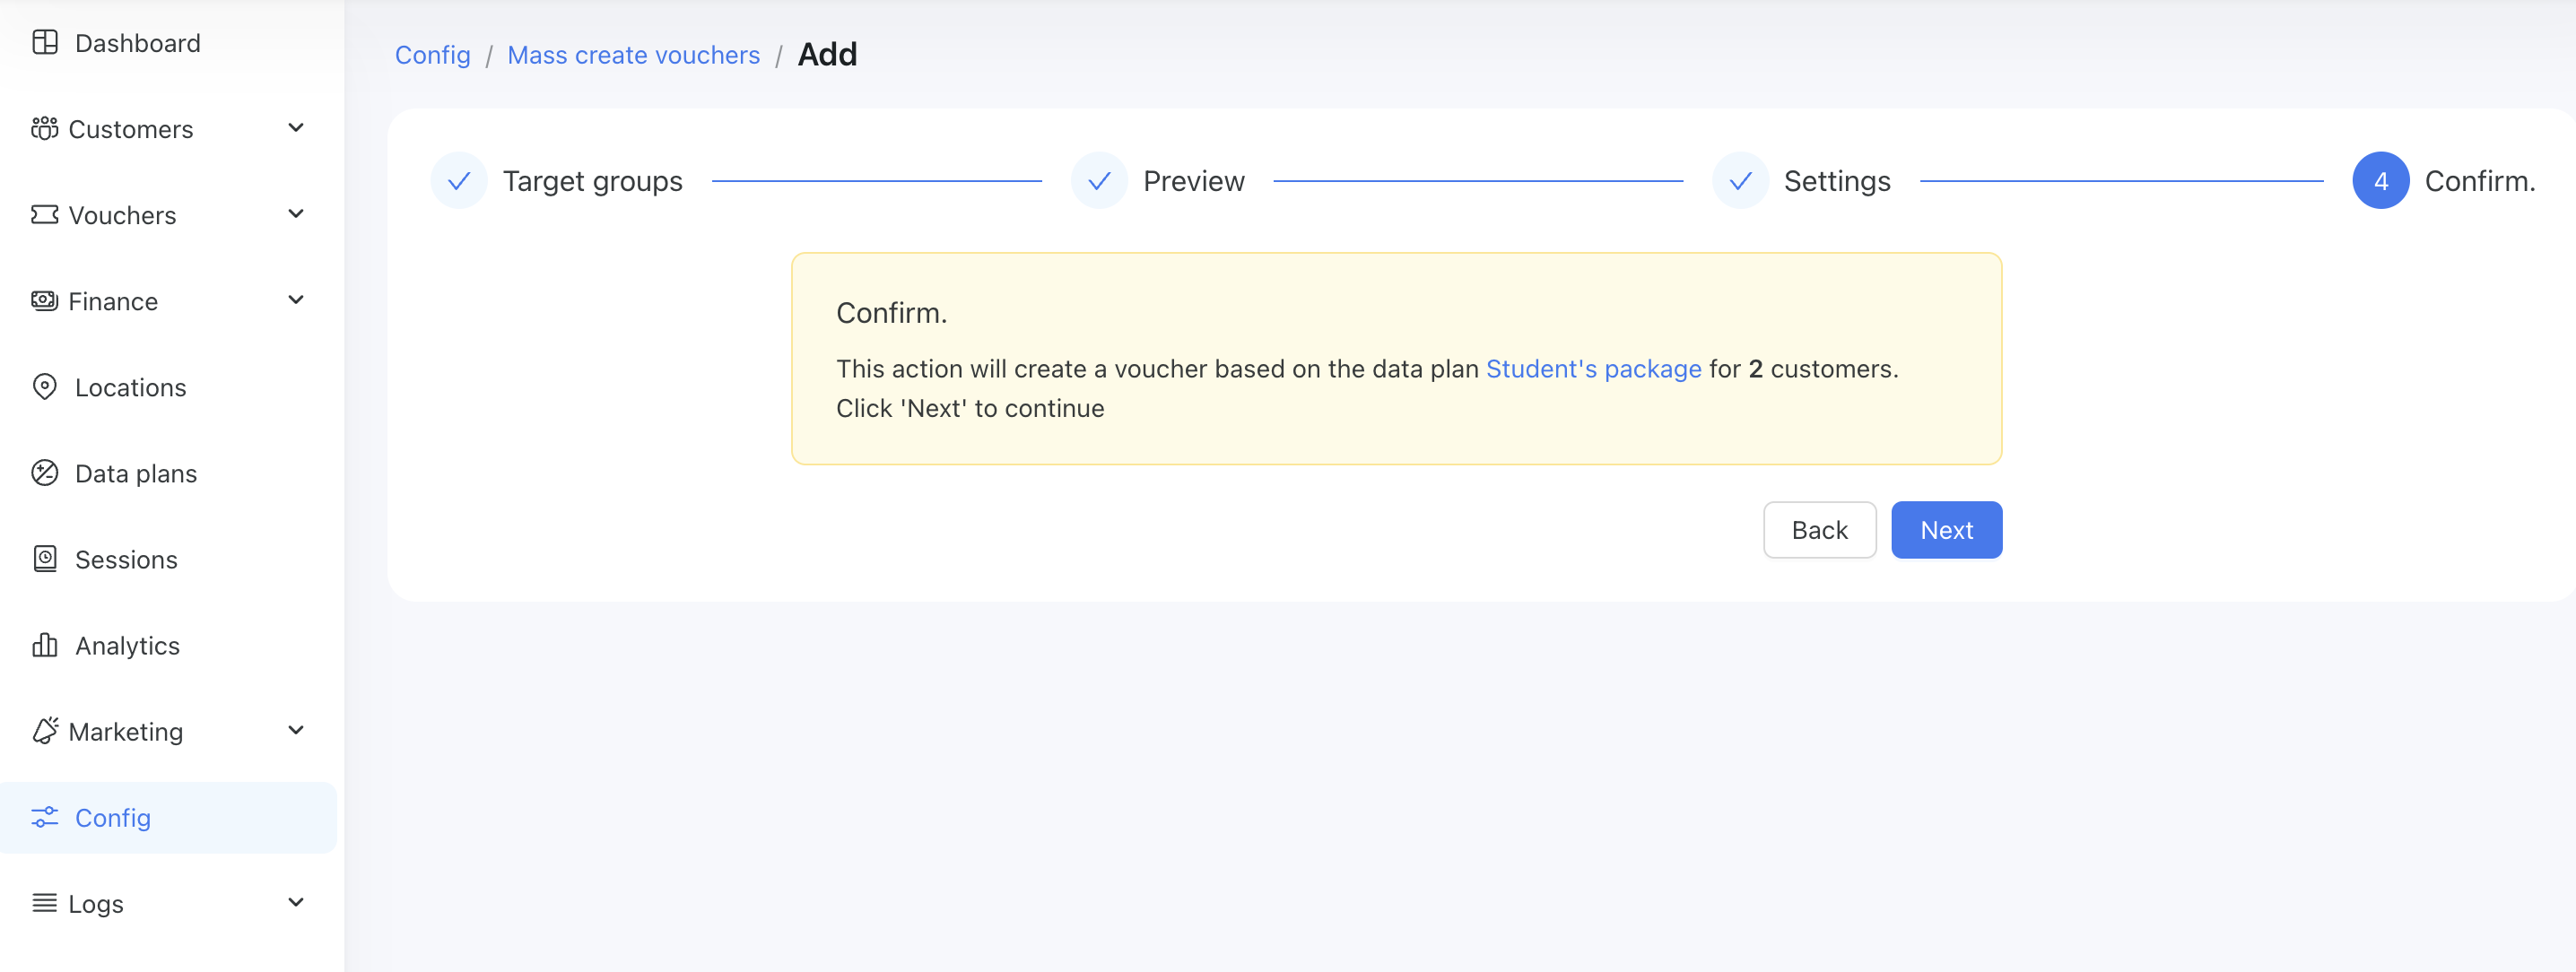 Dashboard
Customers
Vouchers
Finance
Locations
Data plans
Sessions
Analytics
Marketing
Config
Logs
Config / Mass create vouchers / Add
Target groups
Preview
Settings
4 Confirm.
Confirm.
This action will create a voucher based on the data plan Student's package for 2 customers.
Click 'Next' to continue
Back
Next